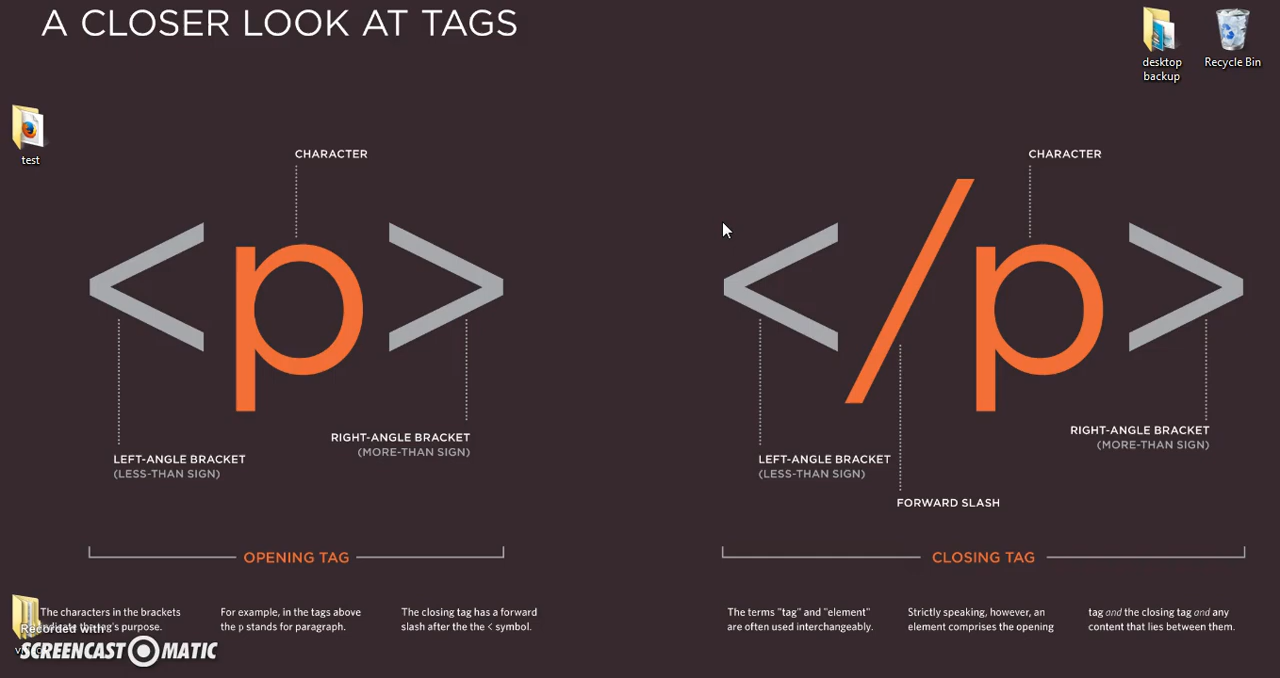 A CLOSER LOOK AT TAGS
desktop
backup
Recycle Bin
test
CHARACTER
CHARACTER
<p>
</p>
RIGHT-ANGLE BRACKET
(MORE-THAN SIGN)
LEFT-ANGLE BRACKET
(LESS-THAN SIGN)
RIGHT-ANGLE BRACKET
(MORE-THAN SIGN)
LEFT-ANGLE BRACKET
(LESS-THAN SIGN)
FORWARD SLASH
OPENING TAG
CLOSING TAG
The characters in the brackets
tag's purpose.
For example, in the tags above
the p stands for paragraph.
The closing tag has a forward
slash after the the < symbol.
The terms "tag" and "element"
are often used interchangeably.
Strictly speaking, however, an
element comprises the opening
tag and the closing tag and any
content that lies between them.
Recorded with
SCREENCAST MATIC